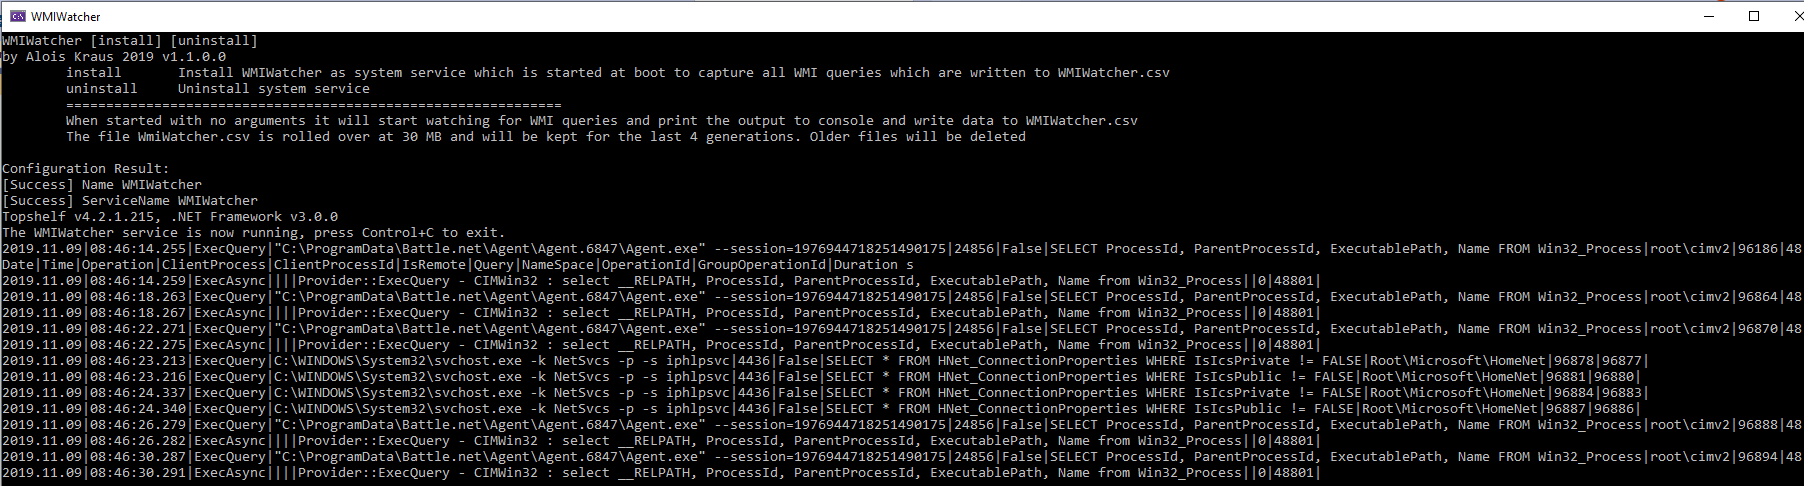 WMIWatcher
WMIWatcher [install] [uninstall]
by Alois Kraus 2019 v1.1.0.0
        install       Install WMIWatcher as system service which is started at boot to capture all WMI queries which are written to WMIWatcher.csv
        uninstall     Uninstall system service
        ==============================================================
        When started with no arguments it will start watching for WMI queries and print the output to console and write data to WMIWatcher.csv
        The file WmiWatcher.csv is rolled over at 30 MB and will be kept for the last 4 generations. Older files will be deleted
Configuration Result:
[Success] Name WMIWatcher
[Success] ServiceName WMIWatcher
Topshelf v4.2.1.215, .NET Framework v3.0.0
The WMIWatcher service is now running, press Control+C to exit.
2019.11.09|08:46:14.255|ExecQuery|"C:\ProgramData\Battle.net\Agent\Agent.6847\Agent.exe" --session=1976944718251490175|24856|False|SELECT ProcessId, ParentProcessId, ExecutablePath, Name FROM Win32_Process|root\cimv2|96186|48
Date|Time|Operation|ClientProcess|ClientProcessId|IsRemote|Query|NameSpace|OperationId|GroupOperationId|Duration s
2019.11.09|08:46:14.259|ExecAsync||||Provider::ExecQuery - CIMWin32 : select __RELPATH, ProcessId, ParentProcessId, ExecutablePath, Name from Win32_Process||0|48801|
2019.11.09|08:46:18.263|ExecQuery|"C:\ProgramData\Battle.net\Agent\Agent.6847\Agent.exe" --session=1976944718251490175|24856|False|SELECT ProcessId, ParentProcessId, ExecutablePath, Name FROM Win32_Process|root\cimv2|96864|48
2019.11.09|08:46:18.267|ExecAsync||||Provider::ExecQuery - CIMWin32 : select __RELPATH, ProcessId, ParentProcessId, ExecutablePath, Name from Win32_Process||0|48801|
2019.11.09|08:46:22.271|ExecQuery|"C:\ProgramData\Battle.net\Agent\Agent.6847\Agent.exe" --session=1976944718251490175|24856|False|SELECT ProcessId, ParentProcessId, ExecutablePath, Name FROM Win32_Process|root\cimv2|96870|48
2019.11.09|08:46:22.275|ExecAsync||||Provider::ExecQuery - CIMWin32 : select __RELPATH, ProcessId, ParentProcessId, ExecutablePath, Name from Win32_Process||0|48801|
2019.11.09|08:46:23.213|ExecQuery|C:\WINDOWS\System32\svchost.exe -k NetSvcs -p -s iphlpsvc|4436|False|SELECT * FROM HNet_ConnectionProperties WHERE IsIcsPrivate != FALSE|Root\Microsoft\HomeNet|96878|96877|
2019.11.09|08:46:23.216|ExecQuery|C:\WINDOWS\System32\svchost.exe -k NetSvcs -p -s iphlpsvc|4436|False|SELECT * FROM HNet_ConnectionProperties WHERE IsIcsPublic != FALSE|Root\Microsoft\HomeNet|96881|96880|
2019.11.09|08:46:24.337|ExecQuery|C:\WINDOWS\System32\svchost.exe -k NetSvcs -p -s iphlpsvc|4436|False|SELECT * FROM HNet_ConnectionProperties WHERE IsIcsPrivate != FALSE|Root\Microsoft\HomeNet|96884|96883|
2019.11.09|08:46:24.340|ExecQuery|C:\WINDOWS\System32\svchost.exe -k NetSvcs -p -s iphlpsvc|4436|False|SELECT * FROM HNet_ConnectionProperties WHERE IsIcsPublic != FALSE|Root\Microsoft\HomeNet|96887|96886|
2019.11.09|08:46:26.279|ExecQuery|"C:\ProgramData\Battle.net\Agent\Agent.6847\Agent.exe" --session=1976944718251490175|24856|False|SELECT ProcessId, ParentProcessId, ExecutablePath, Name FROM Win32_Process|root\cimv2|96888|48
2019.11.09|08:46:26.282|ExecAsync||||Provider::ExecQuery - CIMWin32 : select __RELPATH, ProcessId, ParentProcessId, ExecutablePath, Name from Win32_Process||0|48801|
2019.11.09|08:46:30.287|ExecQuery|"C:\ProgramData\Battle.net\Agent\Agent.6847\Agent.exe" --session=1976944718251490175|24856|False|SELECT ProcessId, ParentProcessId, ExecutablePath, Name FROM Win32_Process|root\cimv2|96894|48
2019.11.09|08:46:30.291|ExecAsync||||Provider::ExecQuery - CIMWin32 : select __RELPATH, ProcessId, ParentProcessId, ExecutablePath, Name from Win32_Process||0|48801|